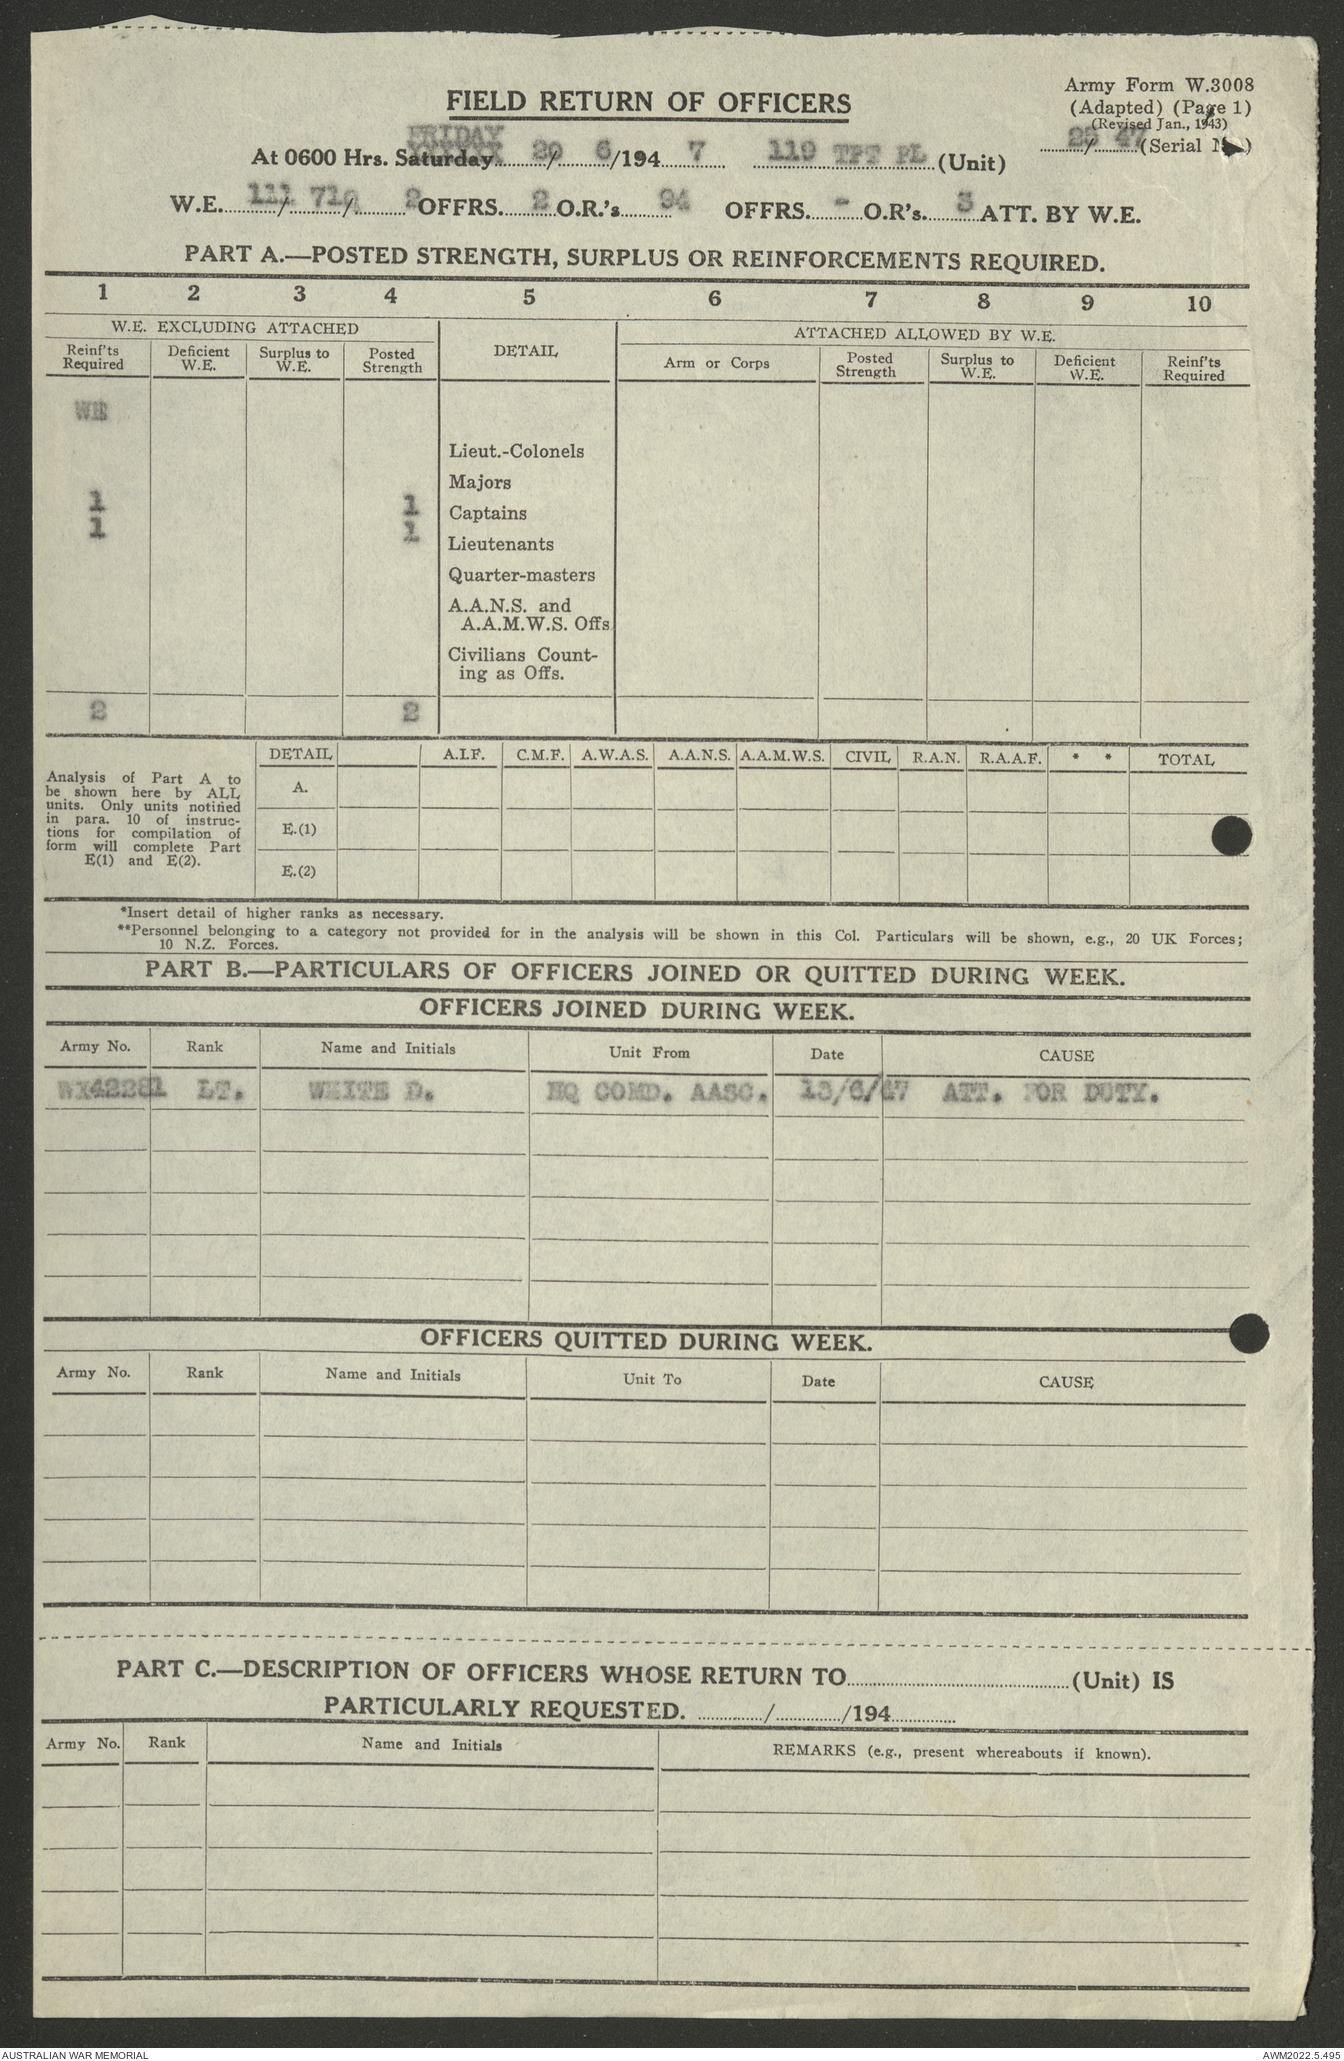 Army Form W.3008
(Adapted) (Page 1)
(Revised Jan., 1943)
25/47 (Serial No.)
FIELD RETURN OF OFFICERS
FRIDAY
At 0600 Hrs. Saturday 20/6/1947 119 TPT PL (Unit)
W.E. 111/71/2 OFFRS. 2 O.R.'s 94 OFFRS. - O.R's. 3 ATT. BY W.E.
PART A.—POSTED STRENGTH, SURPLUS OR REINFORCEMENTS REQUIRED.
1 2 3 4 5 6 7 8 9 10
W.E. EXCLUDING ATTACHED DETAIL ATTACHED ALLOWED BY W.E.
Reinf'ts Required Deficient W.E. Surplus to W.E. Posted Strength Arm or Corps Posted Strength Surplus to W.E. Deficient W.E. Reinf'ts Required
WE
Lieut.-Colonels
Majors
1 1 Captains
1 1 Lieutenants
Quarter-masters
A.A.N.S. and
A.A.M.W.S. Offs.
Civilians Count-
ing as Offs.
2 2
DETAIL A.I.F. C.M.F. A.W.A.S. A.A.N.S. A.A.M.W.S. CIVIL R.A.N. R.A.A.F. * * TOTAL
Analysis of Part A to
be shown here by ALL
units. Only units notified
in para. 10 of instruc-
tions for compilation of
form will complete Part
E(1) and E(2).
A.
E.(1)
E.(2)
*Insert detail of higher ranks as necessary.
**Personnel belonging to a category not provided for in the analysis will be shown in this Col. Particulars will be shown, e.g., 20 UK Forces;
10 N.Z. Forces.
PART B.—PARTICULARS OF OFFICERS JOINED OR QUITTED DURING WEEK.
OFFICERS JOINED DURING WEEK.
Army No. Rank Name and Initials Unit From Date CAUSE
WX42281 LT. WHITE D. HQ COMD. AASC. 13/6/47 ATT. FOR DUTY.
OFFICERS QUITTED DURING WEEK.
Army No. Rank Name and Initials Unit To Date CAUSE
PART C.—DESCRIPTION OF OFFICERS WHOSE RETURN TO (Unit) IS
PARTICULARLY REQUESTED. / /194
Army No. Rank Name and Initials REMARKS (e.g., present whereabouts if known).
AUSTRALIAN WAR MEMORIAL AWM2022.5.495